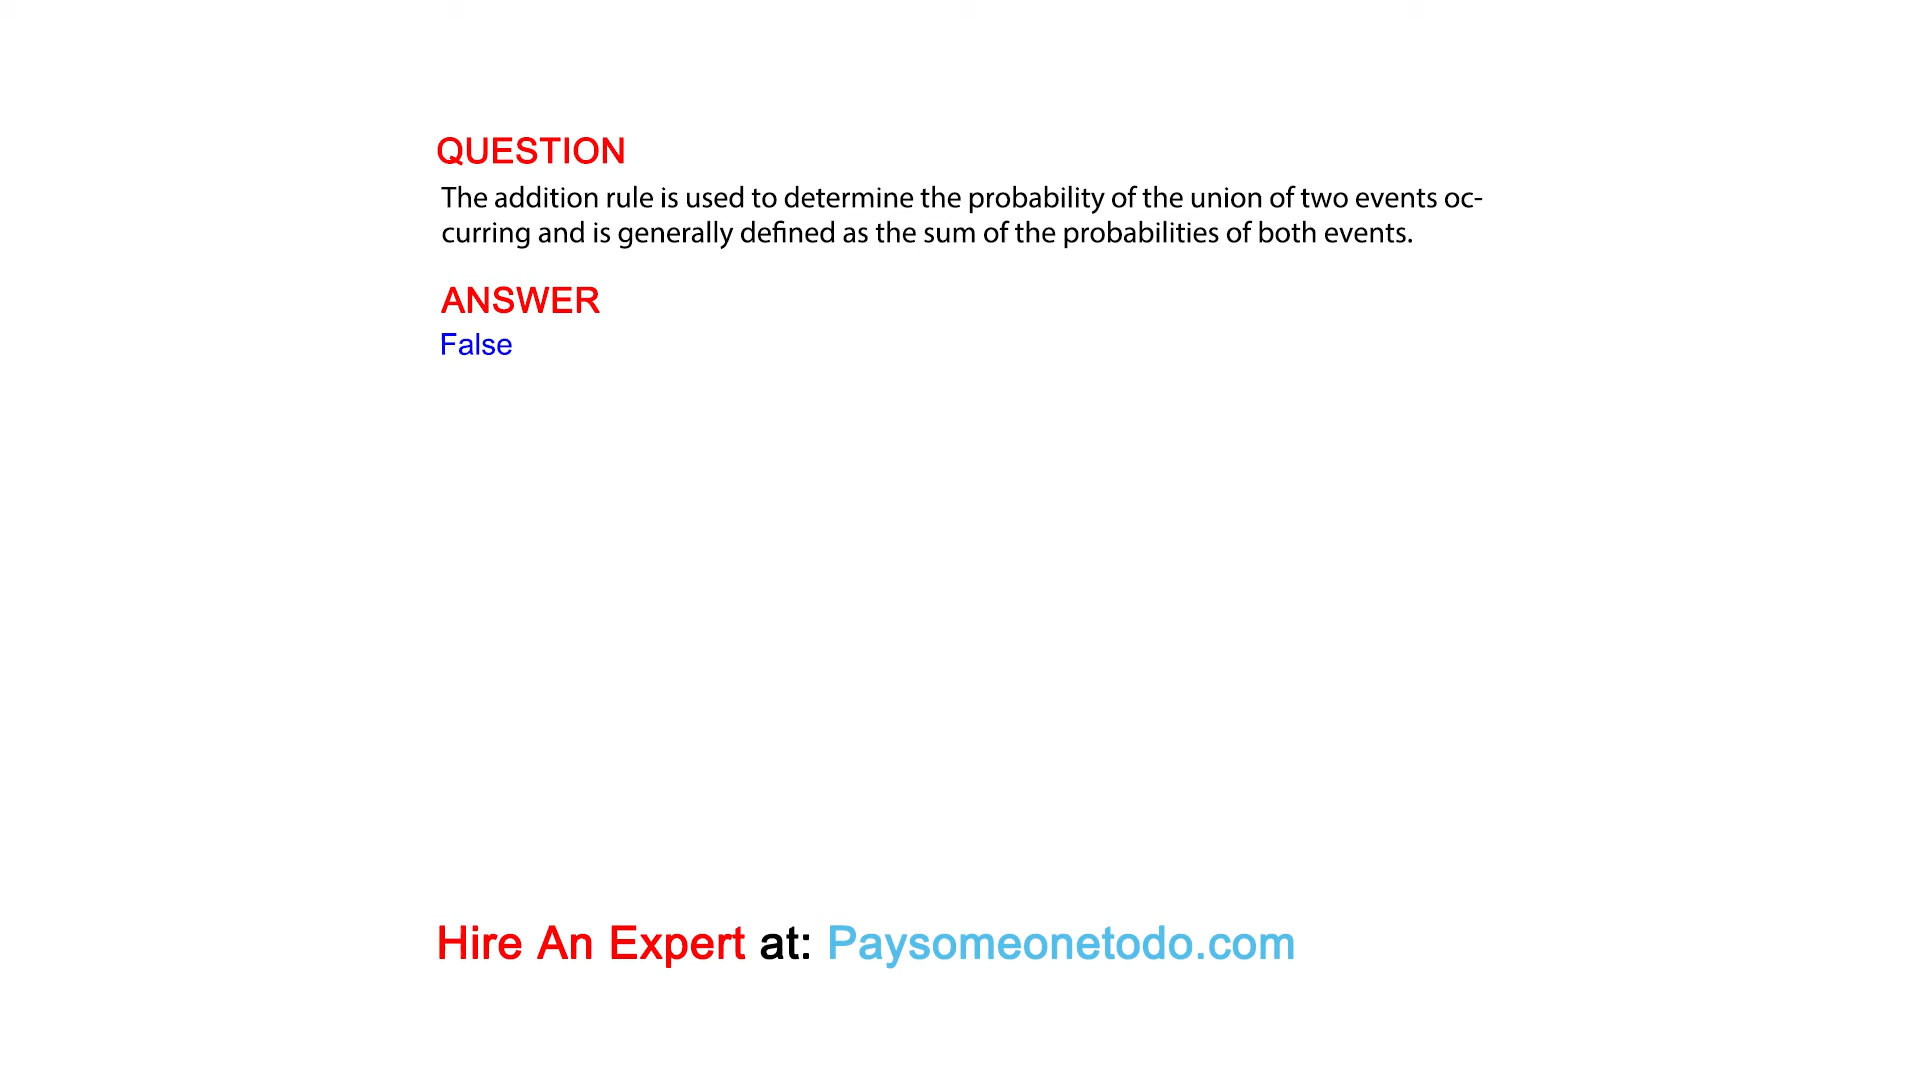 QUESTION
The addition rule is used to determine the probability of the union of two events oc-
curring and is generally defined as the sum of the probabilities of both events.
ANSWER
False
Hire An Expert at: Paysomeonetodo.com